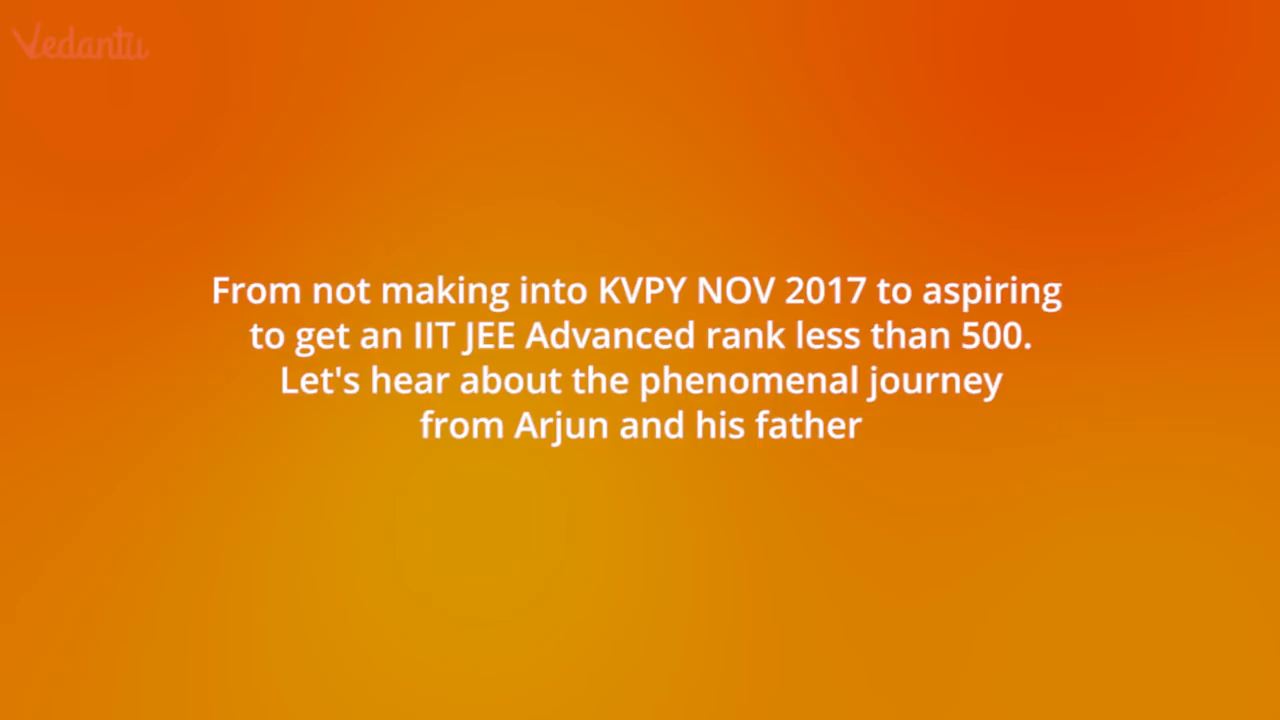 Vedantu
From not making into KVPY NOV 2017 to aspiring
to get an IIT JEE Advanced rank less than 500.
Let's hear about the phenomenal journey
from Arjun and his father